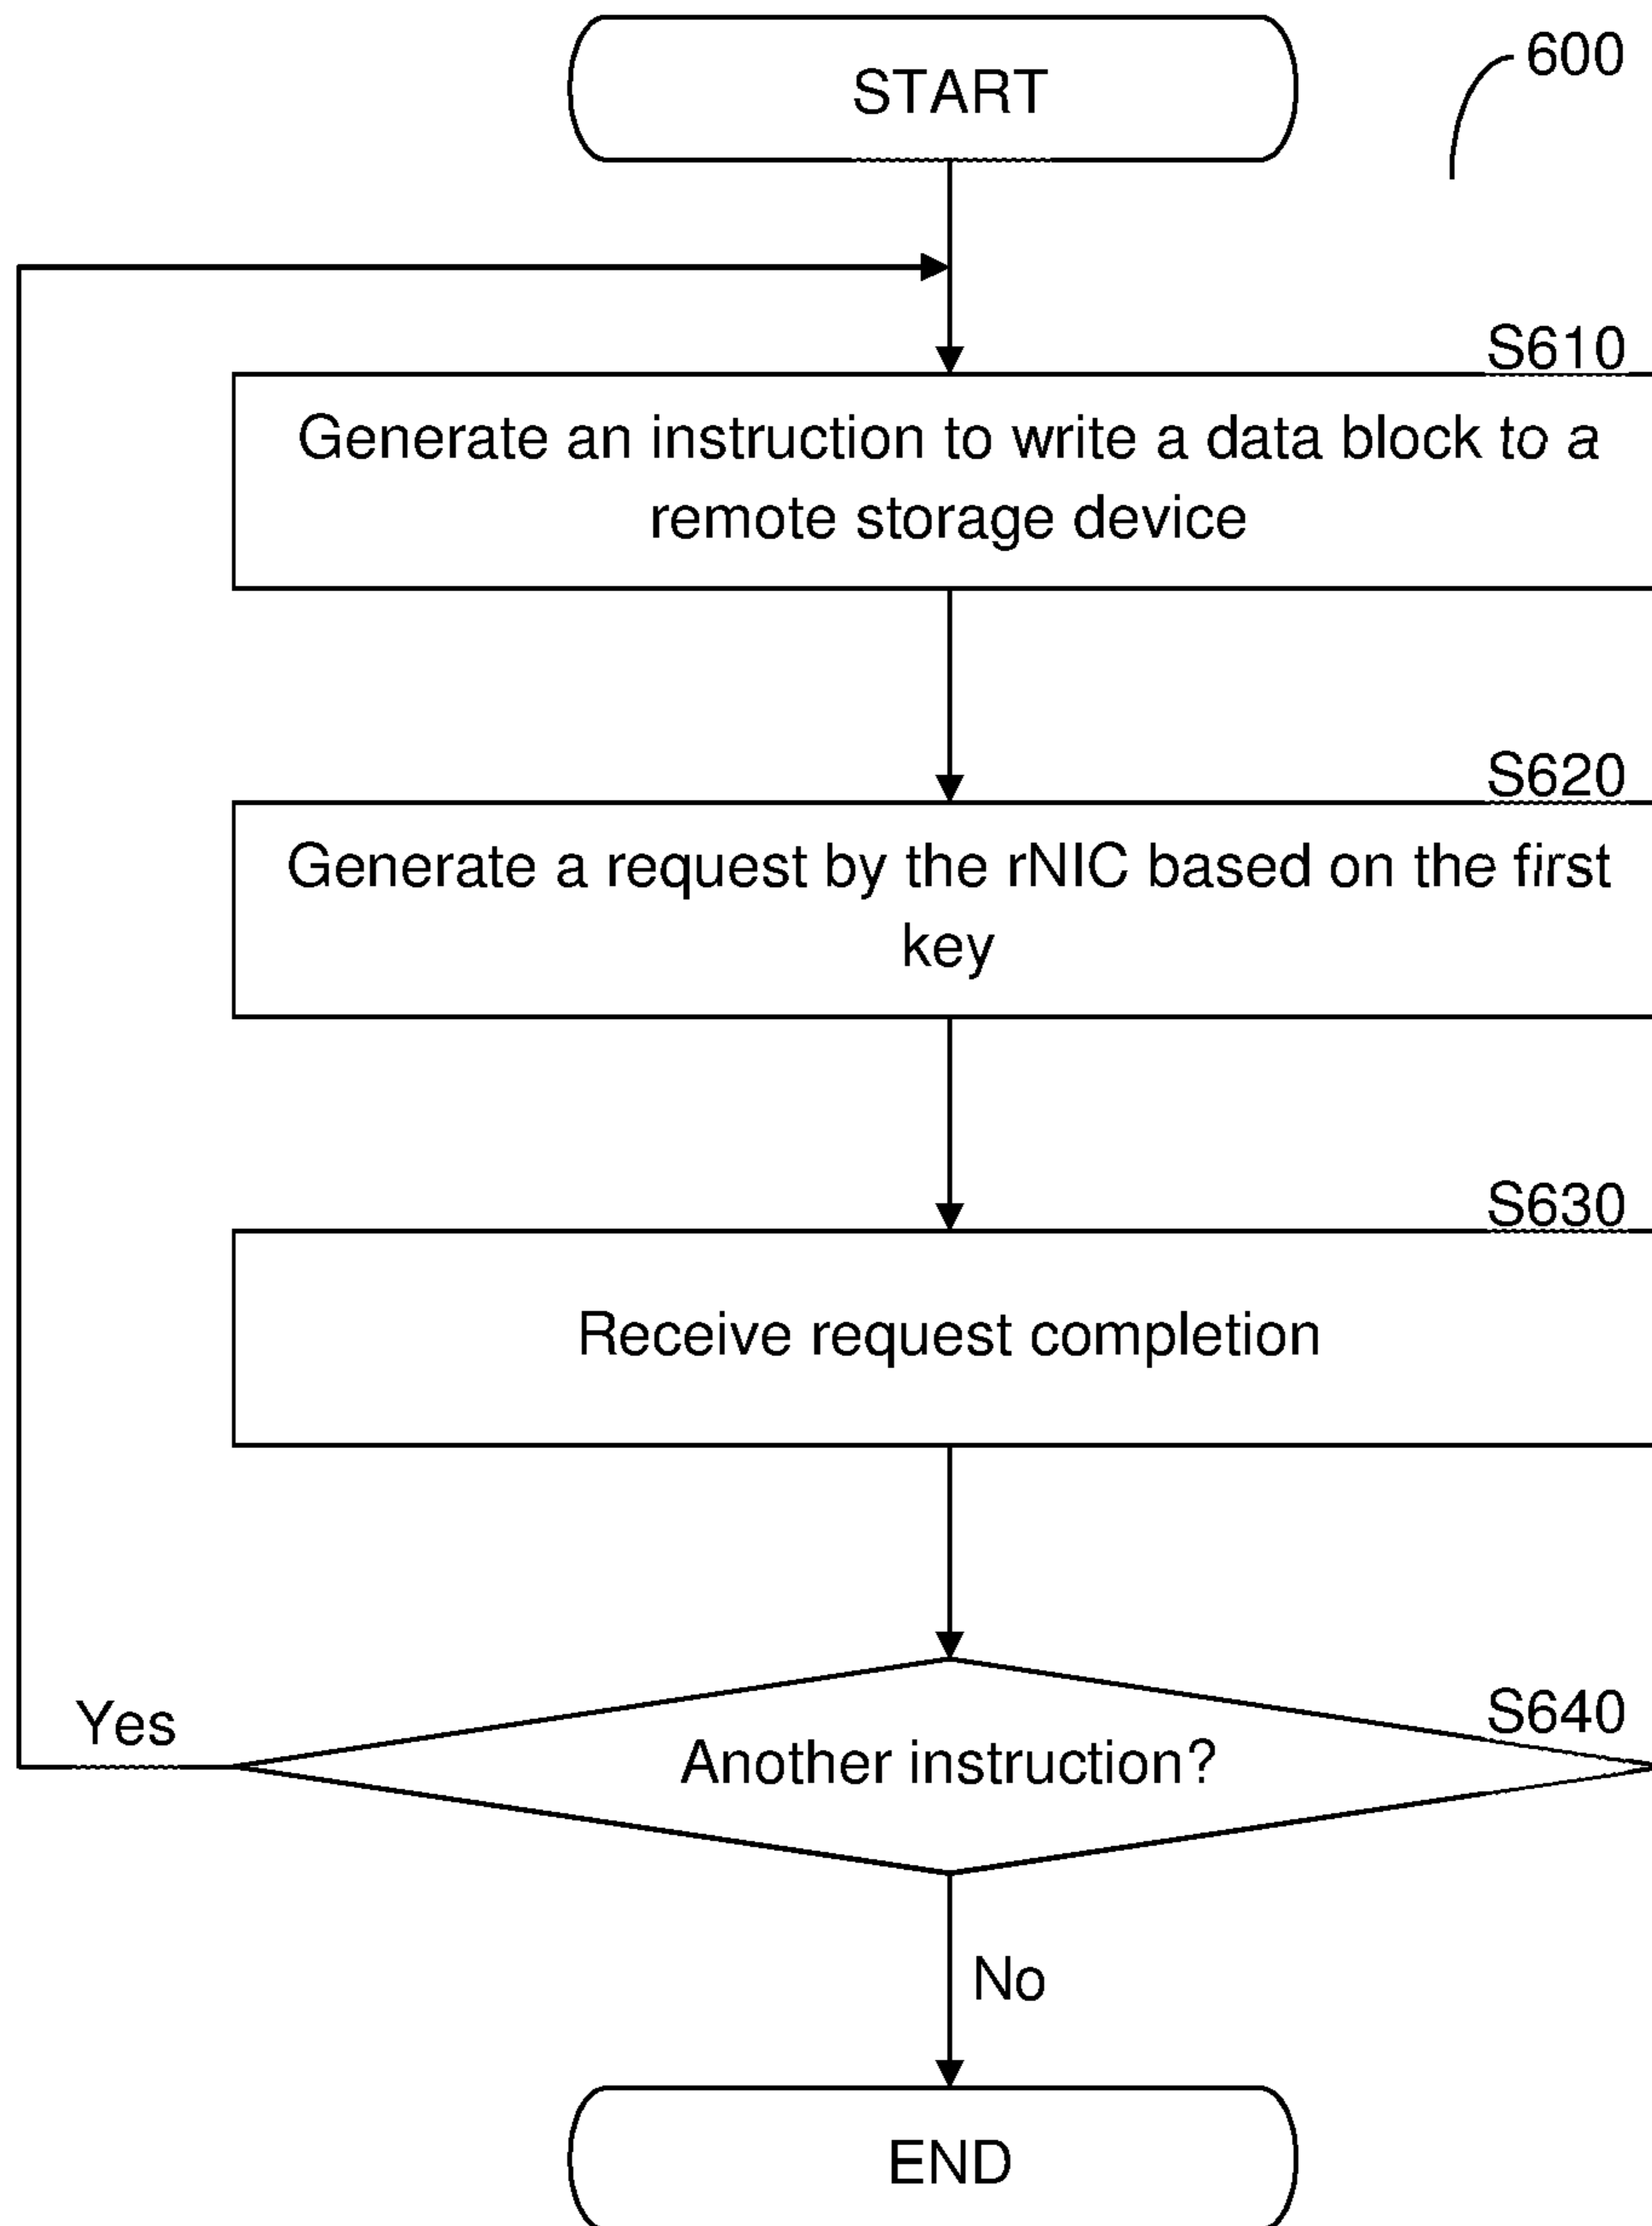 START
600
S610
Generate an instruction to write a data block to a
remote storage device
S620
Generate a request by the rNIC based on the first
key
S630
Receive request completion
S640
Yes
Another instruction?
No
END